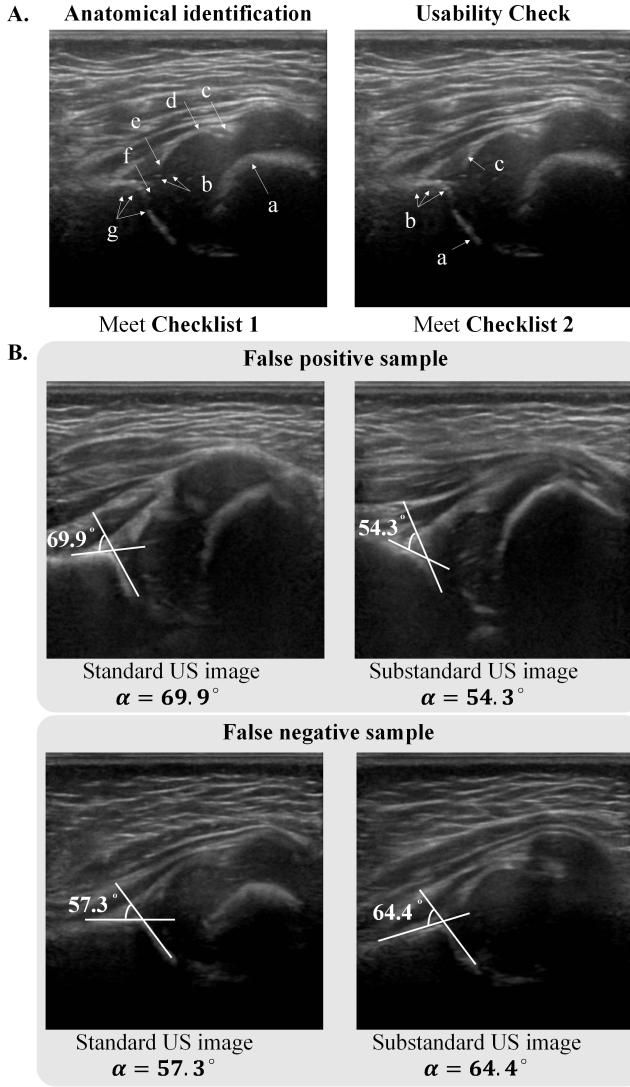 A. Anatomical identification Usability Check
d c
e
f
b
a
g
c
b
a
Meet Checklist 1 Meet Checklist 2
B. False positive sample
69.9° 54.3°
Standard US image Substandard US image
α = 69.9° α = 54.3°
False negative sample
57.3° 64.4°
Standard US image Substandard US image
α = 57.3° α = 64.4°